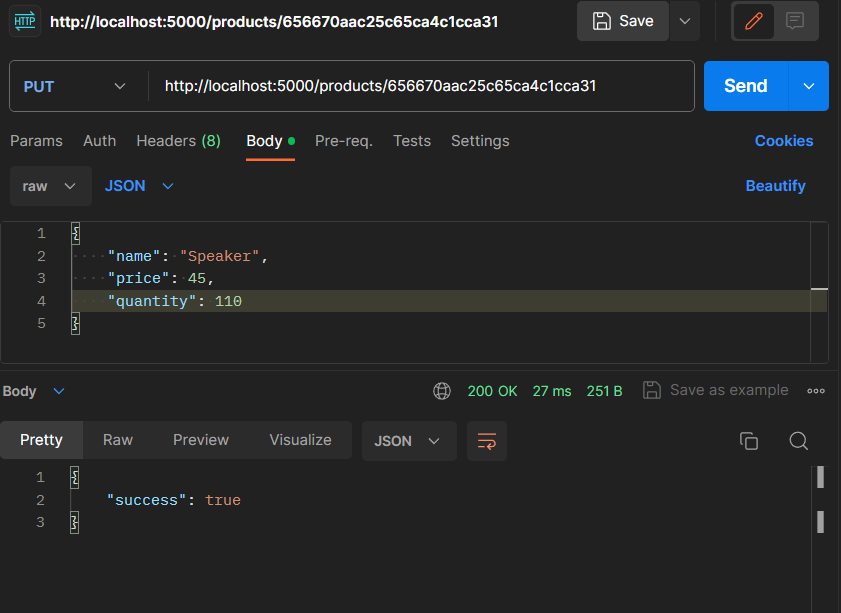 HTTP http://localhost:5000/products/656670aac25c65ca4c1cca31 Save
PUT http://localhost:5000/products/656670aac25c65ca4c1cca31 Send
Params Auth Headers (8) Body Pre-req. Tests Settings Cookies
raw JSON Beautify
1 {
2 "name": "Speaker",
3 "price": 45,
4 "quantity": 110
5 }
Body 200 OK 27 ms 251 B Save as example
Pretty Raw Preview Visualize JSON
1 {
2 "success": true
3 }